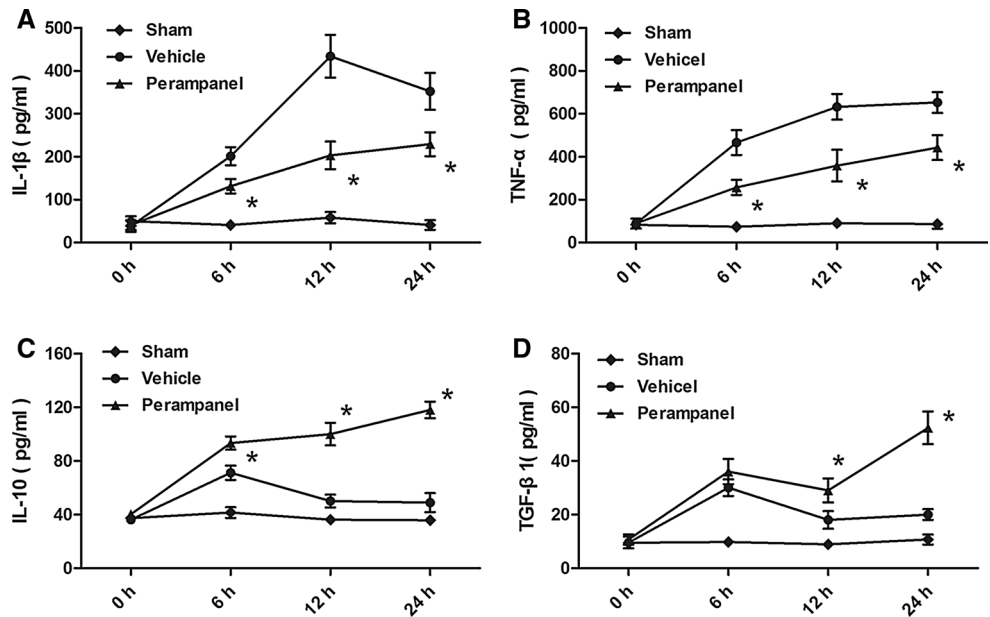 A
500
400
300
200
100
0
IL-1β ( pg/ml )
Sham
Vehicle
Perampanel
*
*
*
0 h
6 h
12 h
24 h
B
1000
800
600
400
200
0
TNF-α ( pg/ml )
Sham
Vehicel
Perampanel
*
*
*
0 h
6 h
12 h
24 h
C
160
120
80
40
0
IL-10 ( pg/ml )
Sham
Vehicle
Perampanel
*
*
*
0 h
6 h
12 h
24 h
D
80
60
40
20
0
TGF-β 1( pg/ml )
Sham
Vehicel
Perampanel
*
*
0 h
6 h
12 h
24 h